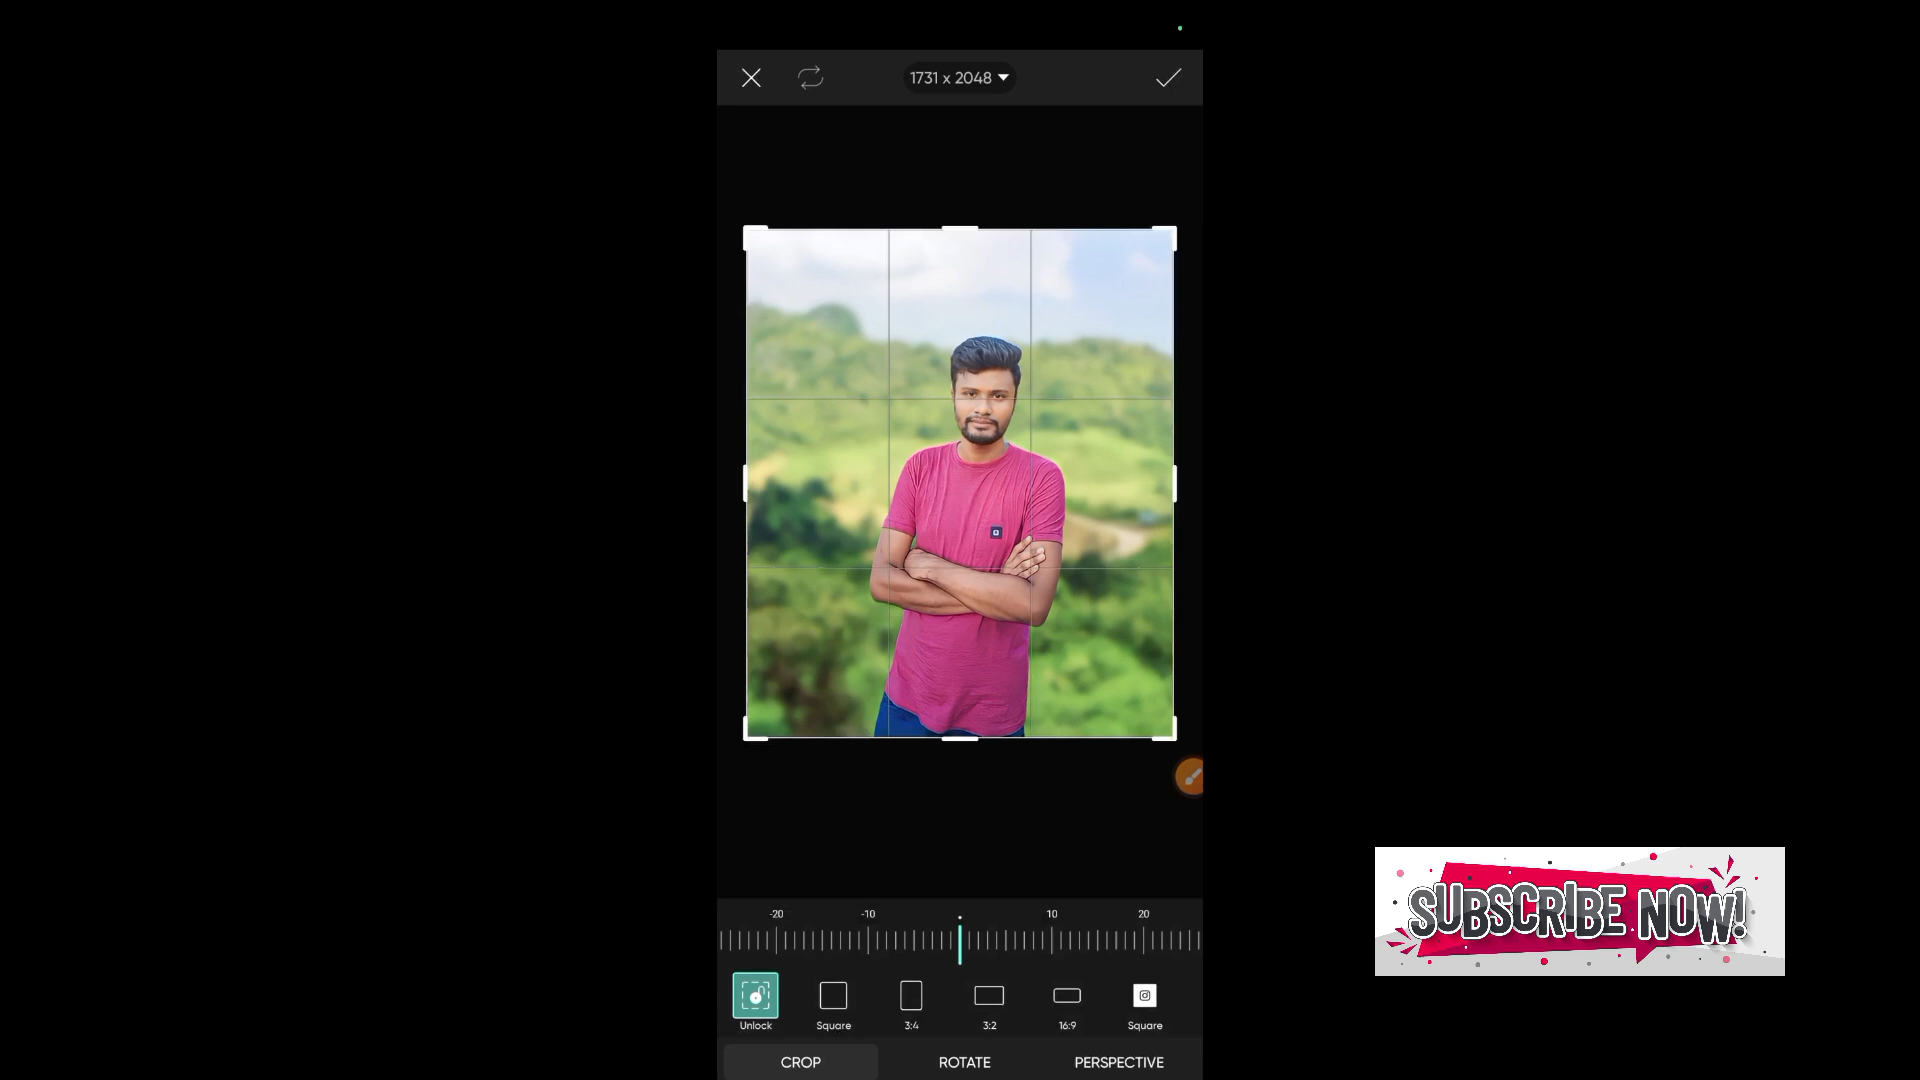 1731 x 2048
-20 -10 10 20
Unlock Square 3:4 3:2 16:9 Square
CROP ROTATE PERSPECTIVE
SUBSCRIBE NOW!